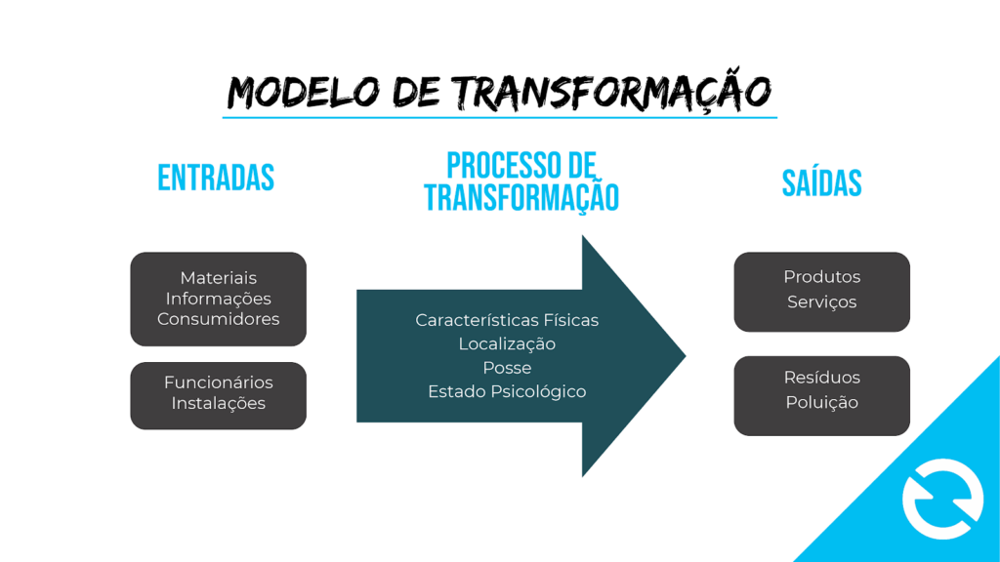 MODELO DE TRANSFORMAÇÃO
ENTRADAS
Materiais
Informações
Consumidores
Funcionários
Instalações
PROCESSO DE
TRANSFORMAÇÃO
Características Físicas
Localização
Posse
Estado Psicológico
SAÍDAS
Produtos
Serviços
Resíduos
Poluição